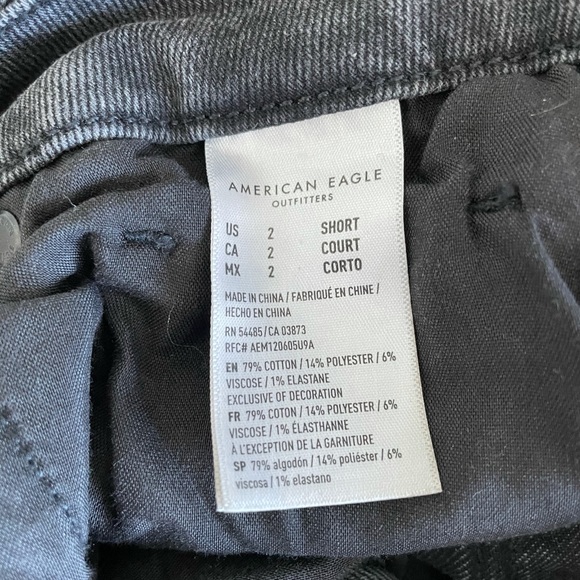 AMERICAN EAGLE
OUTFITTERS
US 2 SHORT
CA 2 COURT
MX 2 CORTO
MADE IN CHINA / FABRIQUÉ EN CHINE /
HECHO EN CHINA
RN 54485 / CA 03873
RFC# AEM120605U9A
EN 79% COTTON / 14% POLYESTER / 6%
VISCOSE / 1% ELASTANE
EXCLUSIVE OF DECORATION
FR 79% COTON / 14% POLYESTER / 6%
VISCOSE / 1% ÉLASTHANNE
À L'EXCEPTION DE LA GARNITURE
SP 79% algodón / 14% poliéster / 6%
viscosa / 1% elastano